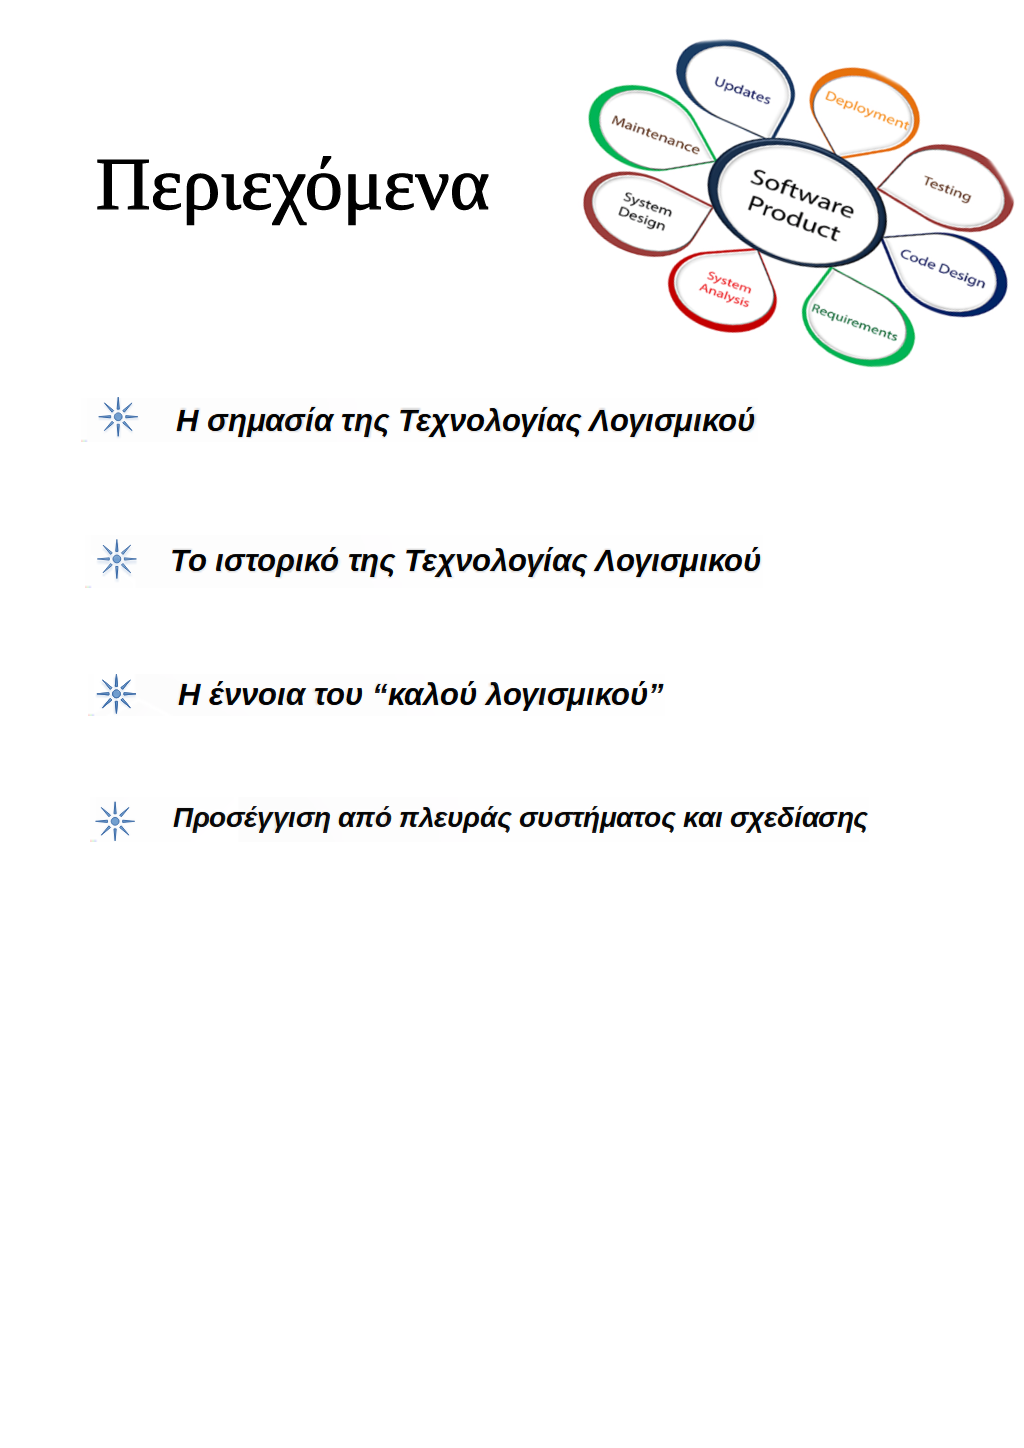 Περιεχόμενα
Updates
Deployment
Maintenance
Testing
Software
Product
System
Design
Code Design
System
Analysis
Requirements
Η σημασία της Τεχνολογίας Λογισμικού
Το ιστορικό της Τεχνολογίας Λογισμικού
Η έννοια του “καλού λογισμικού”
Προσέγγιση από πλευράς συστήματος και σχεδίασης